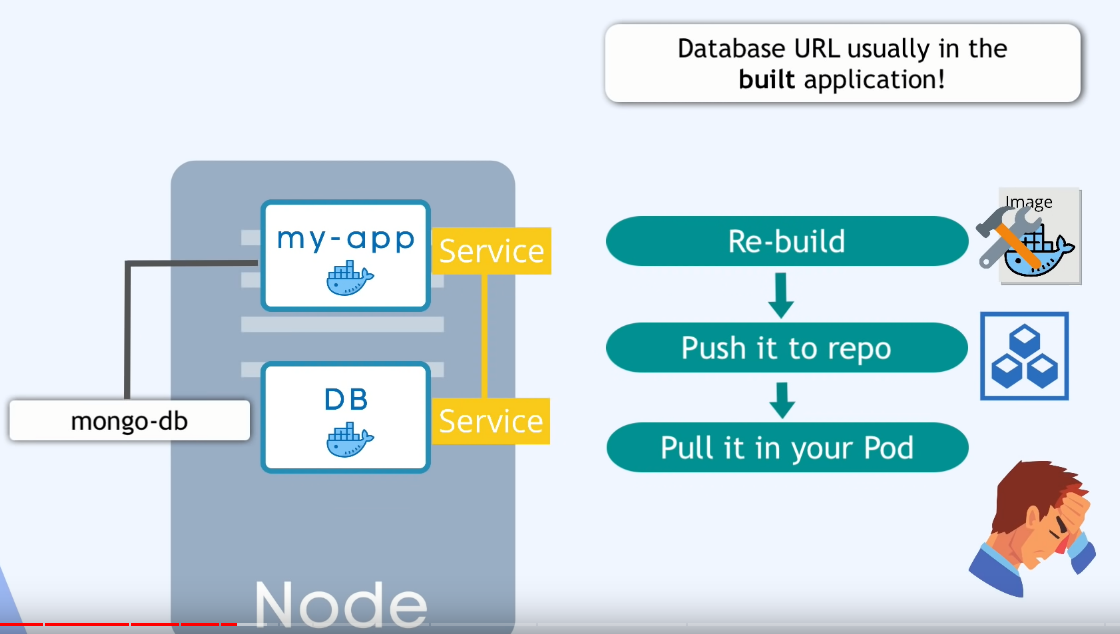 Database URL usually in the
built application!
my-app
Service
DB
Service
mongo-db
Node
Re-build
Image
Push it to repo
Pull it in your Pod